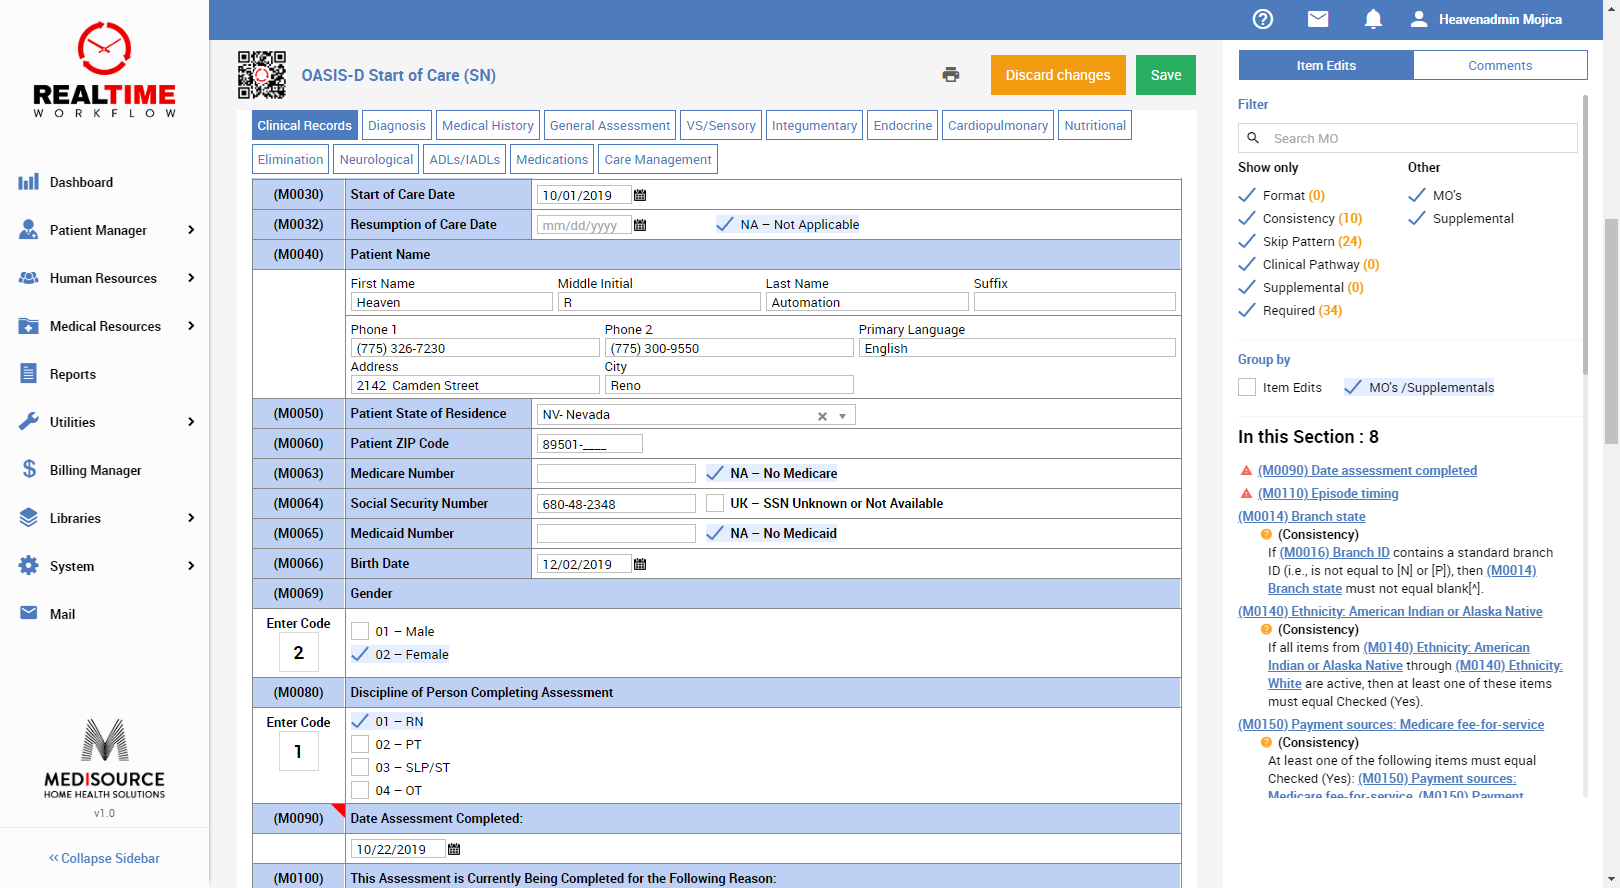 REALTIME
WORKFLOW
Dashboard
Patient Manager
Human Resources
Medical Resources
Reports
Utilities
Billing Manager
Libraries
System
Mail
MEDISOURCE
HOME HEALTH SOLUTIONS
v1.0
Collapse Sidebar
Heavenadmin Mojica
OASIS-D Start of Care (SN)
Discard changes
Save
Clinical Records
Diagnosis
Medical History
General Assessment
VS/Sensory
Integumentary
Endocrine
Cardiopulmonary
Nutritional
Elimination
Neurological
ADLs/IADLs
Medications
Care Management
(M0030) Start of Care Date 10/01/2019
(M0032) Resumption of Care Date mm/dd/yyyy NA – Not Applicable
(M0040) Patient Name
First Name Middle Initial Last Name Suffix
Heaven R Automation
Phone 1 Phone 2 Primary Language
(775) 326-7230 (775) 300-9550 English
Address City
2142 Camden Street Reno
(M0050) Patient State of Residence NV- Nevada
(M0060) Patient ZIP Code 89501-____
(M0063) Medicare Number NA – No Medicare
(M0064) Social Security Number 680-48-2348 UK – SSN Unknown or Not Available
(M0065) Medicaid Number NA – No Medicaid
(M0066) Birth Date 12/02/2019
(M0069) Gender
Enter Code
2
01 – Male
02 – Female
(M0080) Discipline of Person Completing Assessment
Enter Code
1
01 – RN
02 – PT
03 – SLP/ST
04 – OT
(M0090) Date Assessment Completed:
10/22/2019
(M0100) This Assessment is Currently Being Completed for the Following Reason:
Item Edits
Comments
Filter
Search MO
Show only Other
Format (0) MO's
Consistency (10) Supplemental
Skip Pattern (24)
Clinical Pathway (0)
Supplemental (0)
Required (34)
Group by
Item Edits MO's /Supplementals
In this Section : 8
(M0090) Date assessment completed
(M0110) Episode timing
(M0014) Branch state
(Consistency)
If (M0016) Branch ID contains a standard branch
ID (i.e., is not equal to [N] or [P]), then (M0014)
Branch state must not equal blank[^].
(M0140) Ethnicity: American Indian or Alaska Native
(Consistency)
If all items from (M0140) Ethnicity: American
Indian or Alaska Native through (M0140) Ethnicity:
White are active, then at least one of these items
must equal Checked (Yes).
(M0150) Payment sources: Medicare fee-for-service
(Consistency)
At least one of the following items must equal
Checked (Yes): (M0150) Payment sources:
Medicare fee-for-service, (M0150) Payment